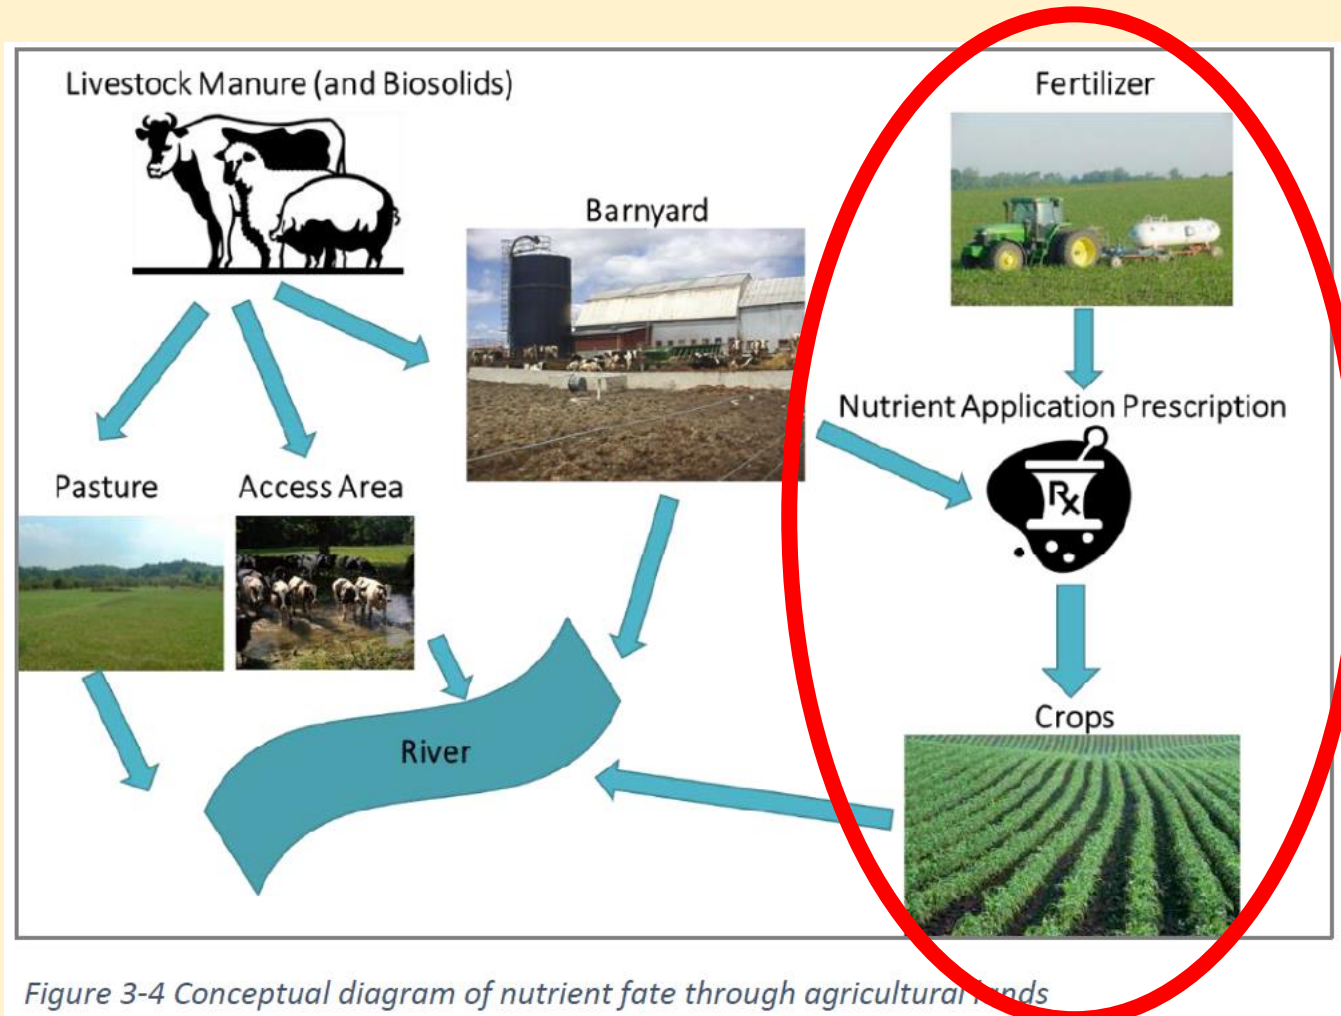 Livestock Manure (and Biosolids)
Fertilizer
Barnyard
Nutrient Application Prescription
Rx
Pasture
Access Area
Crops
River
Figure 3-4 Conceptual diagram of nutrient fate through agricultural